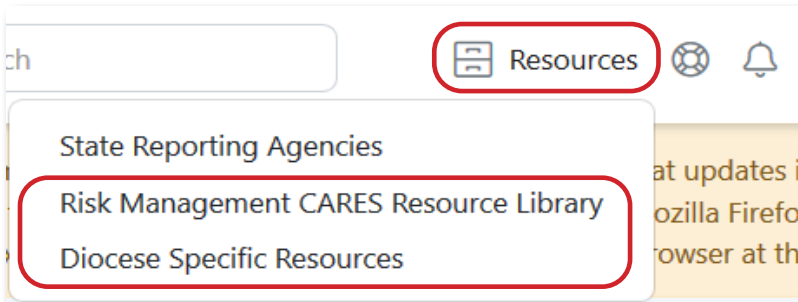 ch
Resources
State Reporting Agencies
at updates i
Risk Management CARES Resource Library
ozilla Firefo
Diocese Specific Resources
rowser at th